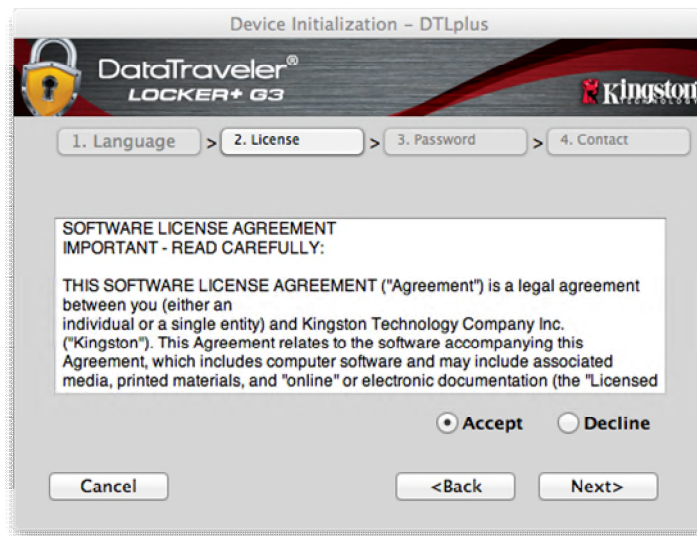 Device Initialization – DTLplus
DataTraveler®
LOCKER+ G3
Kingston
TECHNOLOGY
1. Language > 2. License > 3. Password > 4. Contact
SOFTWARE LICENSE AGREEMENT
IMPORTANT - READ CAREFULLY:
THIS SOFTWARE LICENSE AGREEMENT ("Agreement") is a legal agreement
between you (either an
individual or a single entity) and Kingston Technology Company Inc.
("Kingston"). This Agreement relates to the software accompanying this
Agreement, which includes computer software and may include associated
media, printed materials, and "online" or electronic documentation (the "Licensed
Accept Decline
Cancel <Back Next>